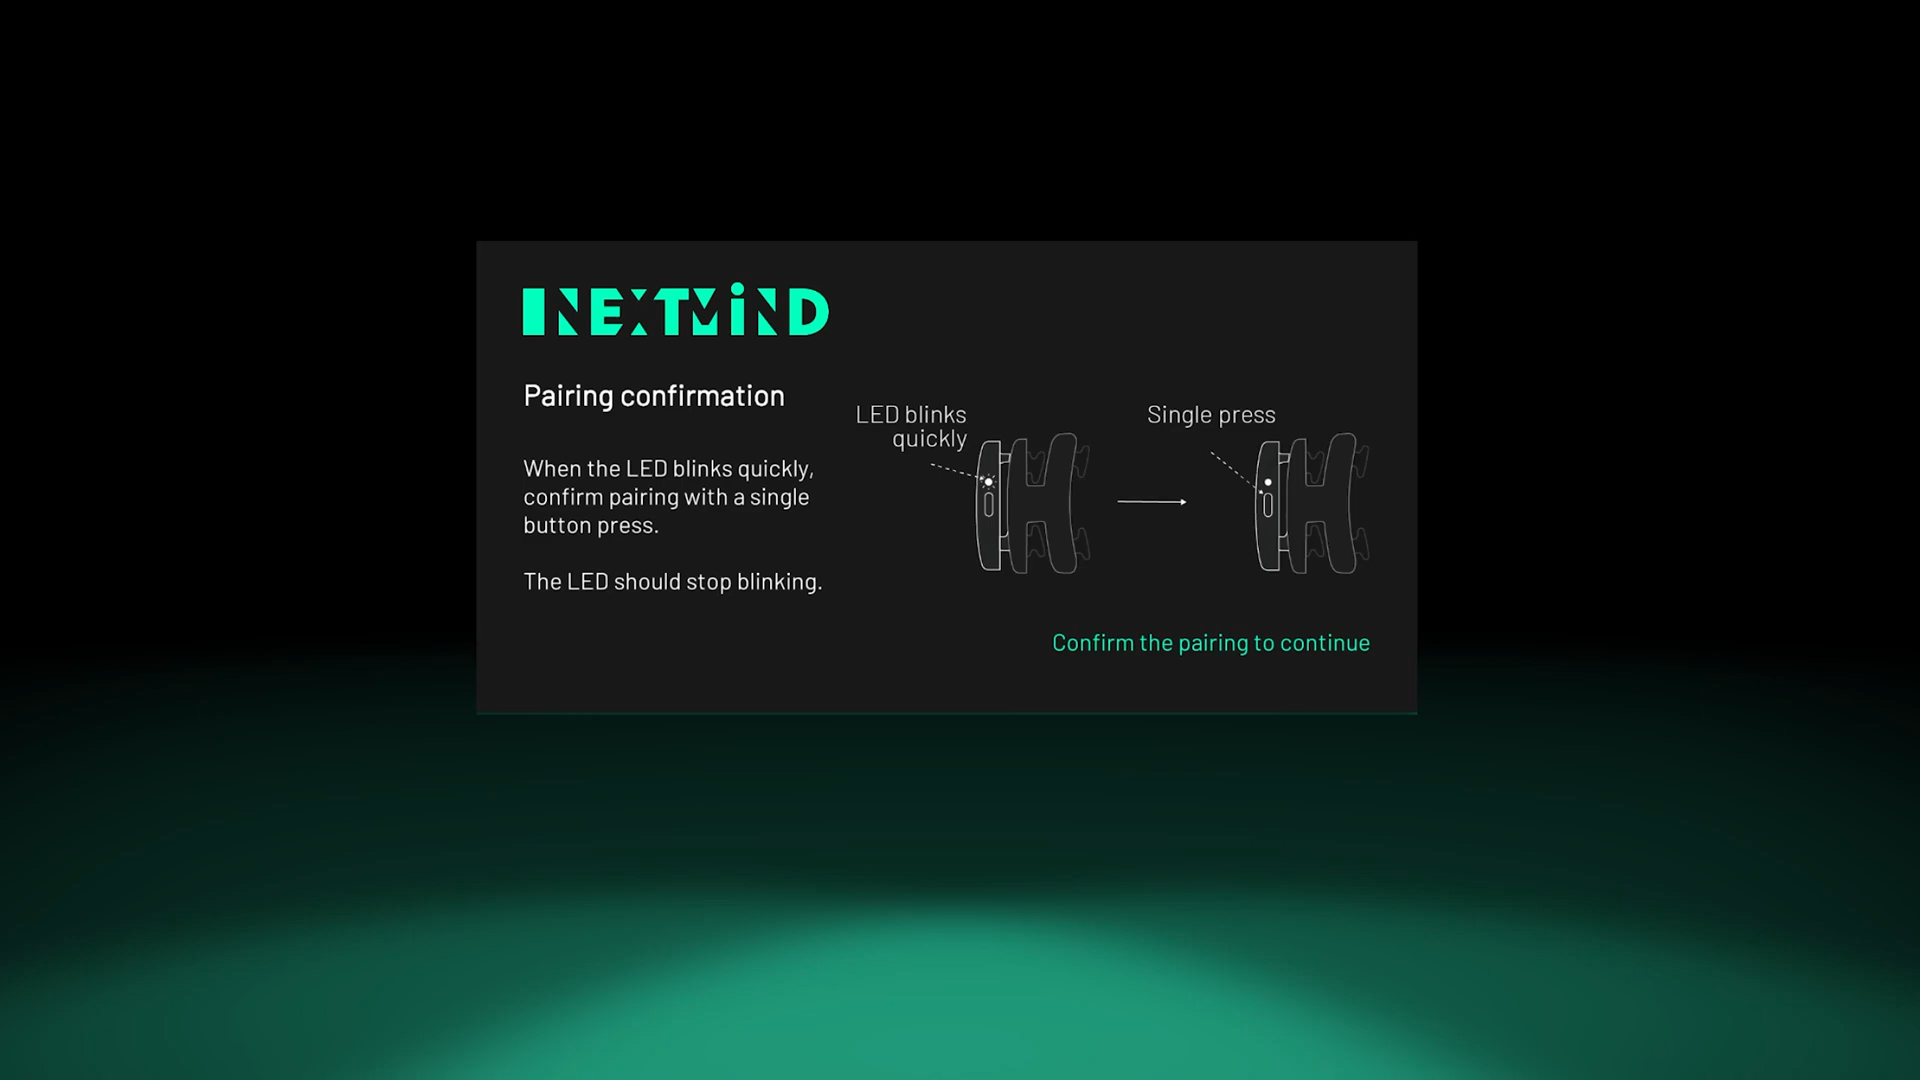 NEXTMiND
Pairing confirmation
When the LED blinks quickly,
confirm pairing with a single
button press.
The LED should stop blinking.
LED blinks
quickly
Single press
Confirm the pairing to continue